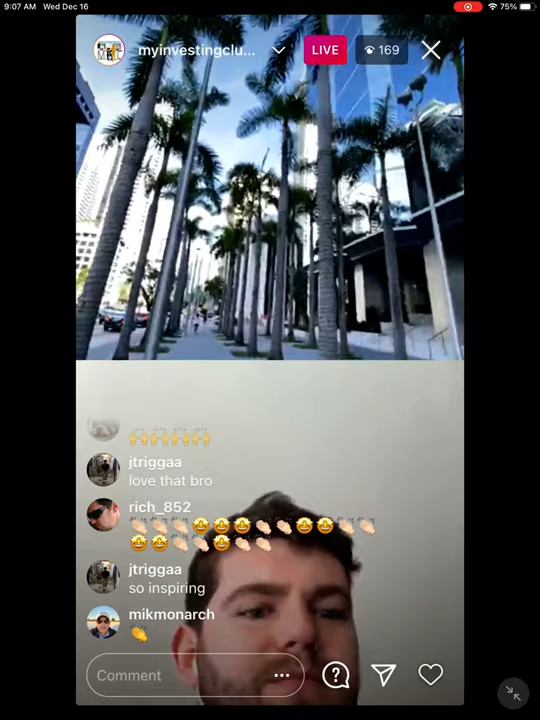 9:07 AM Wed Dec 16
75%
myinvestingclu...
LIVE
169
jtriggaa
love that bro
rich_852
jtriggaa
so inspiring
mikmonarch
Comment